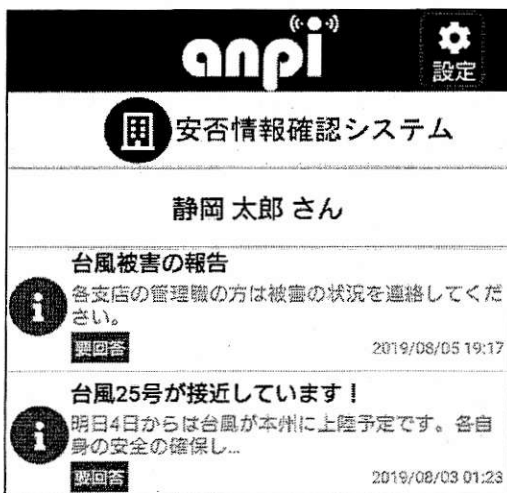 anpi
設定
安否情報確認システム
静岡 太郎 さん
台風被害の報告
各支店の管理職の方は被害の状況を連絡してくだ
さい。
要回答
2019/08/05 19:17
台風25号が接近しています！
明日4日からは台風が本州に上陸予定です。各自
身の安全の確保し...
要回答
2019/08/03 01:23